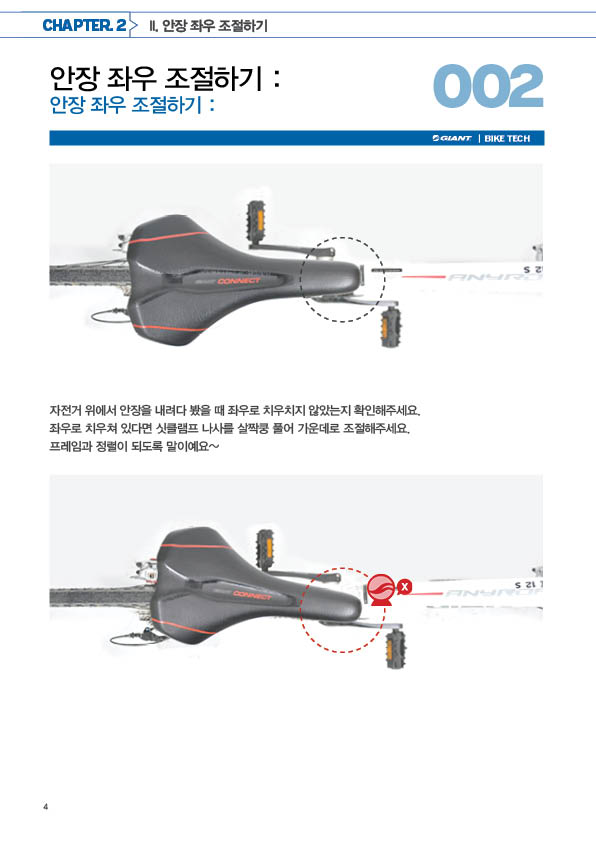 CHAPTER. 2
II. 안장 좌우 조절하기
안장 좌우 조절하기 :
안장 좌우 조절하기 :
002
GIANT | BIKE TECH
CONNECT
ANYRO
12 S
자전거 위에서 안장을 내려다 봤을 때 좌우로 치우치지 않았는지 확인해주세요.
좌우로 치우쳐 있다면 싯클램프 나사를 살짝쿵 풀어 가운데로 조절해주세요.
프레임과 정렬이 되도록 말이예요~
CONNECT
X
ANYRO
12 S
4